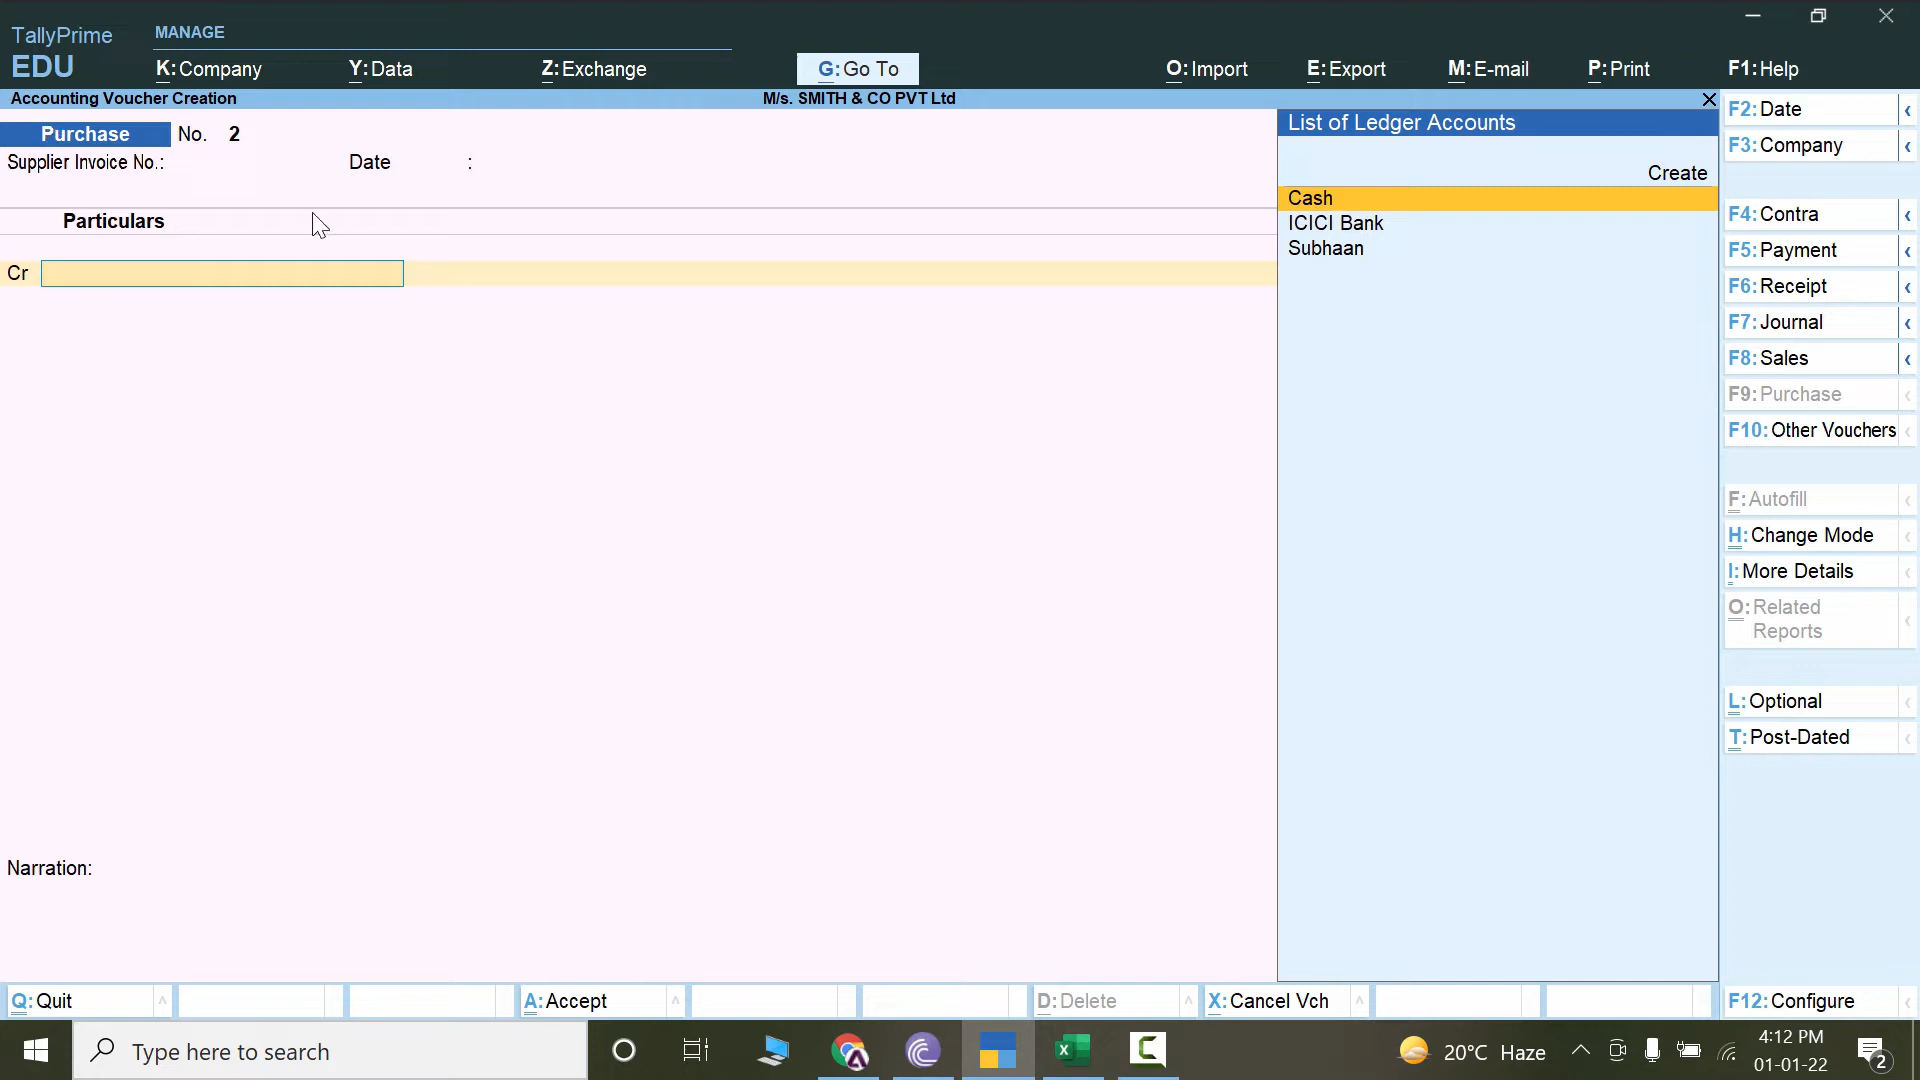 TallyPrime
EDU
MANAGE
K:Company
Y:Data
Z:Exchange
G:Go To
O:Import
E:Export
M:E-mail
P:Print
F1:Help
Accounting Voucher Creation
M/s. SMITH & CO PVT Ltd
Purchase No. 2
Supplier Invoice No.: Date :
Particulars
Cr
Narration:
List of Ledger Accounts
Create
Cash
ICICI Bank
Subhaan
F2:Date
F3:Company
F4:Contra
F5:Payment
F6:Receipt
F7:Journal
F8:Sales
F9:Purchase
F10:Other Vouchers
F:Autofill
H:Change Mode
I:More Details
O:Related
Reports
L:Optional
T:Post-Dated
Q:Quit
A:Accept
D:Delete
X:Cancel Vch
F12:Configure
Type here to search
20°C Haze
4:12 PM
01-01-22
2